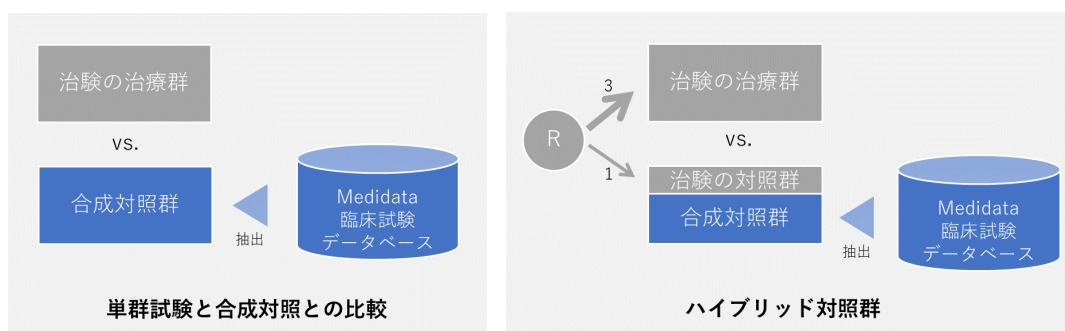 治験の治療群
vs.
合成対照群
抽出
Medidata
臨床試験
データベース
単群試験と合成対照との比較
R
3
1
治験の治療群
vs.
治験の対照群
合成対照群
抽出
Medidata
臨床試験
データベース
ハイブリッド対照群